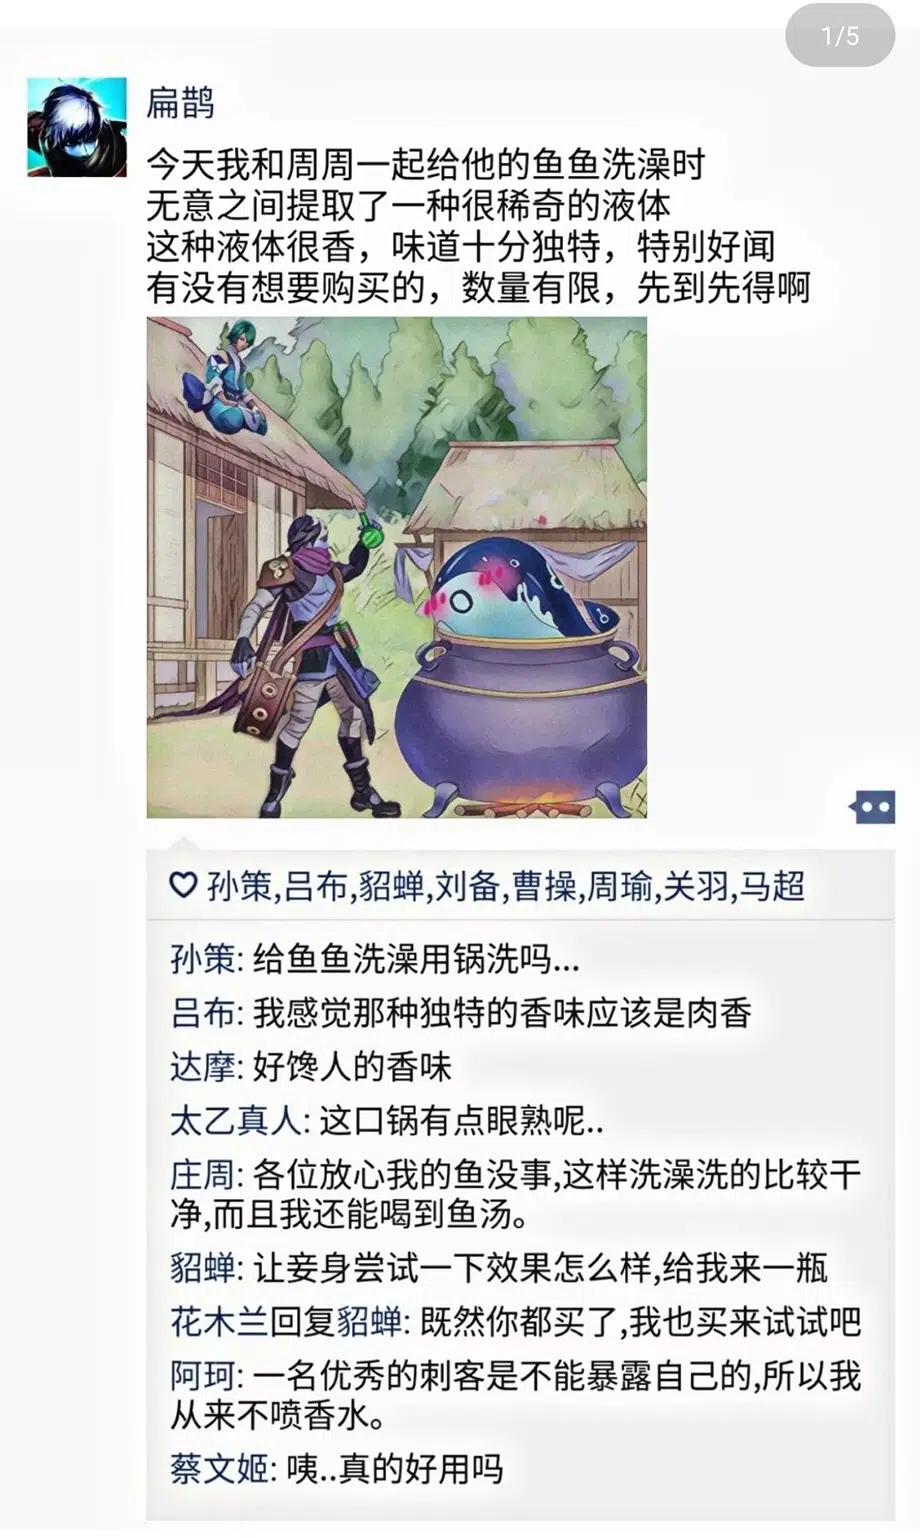 1/5
扁鹊
今天我和周周一起给他的鱼鱼洗澡时
无意之间提取了一种很稀奇的液体
这种液体很香，味道十分独特，特别好闻
有没有想要购买的，数量有限，先到先得啊
孙策,吕布,貂蝉,刘备,曹操,周瑜,关羽,马超
孙策: 给鱼鱼洗澡用锅洗吗...
吕布: 我感觉那种独特的香味应该是肉香
达摩: 好馋人的香味
太乙真人: 这口锅有点眼熟呢..
庄周: 各位放心我的鱼没事,这样洗澡洗的比较干
净,而且我还能喝到鱼汤。
貂蝉: 让妾身尝试一下效果怎么样,给我来一瓶
花木兰回复貂蝉: 既然你都买了,我也买来试试吧
阿珂: 一名优秀的刺客是不能暴露自己的,所以我
从来不喷香水。
蔡文姬: 咦..真的好用吗